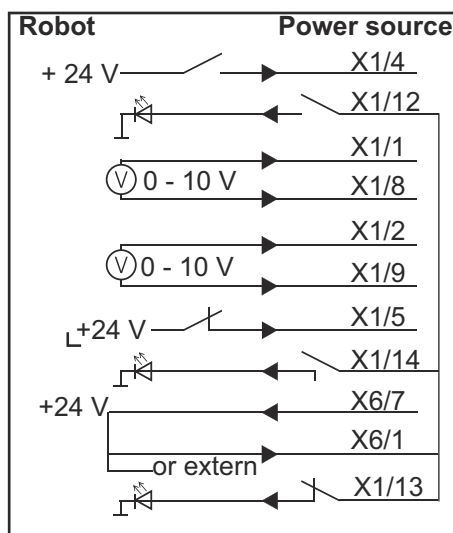 Robot Power source
+ 24 V X1/4
X1/12
X1/1
V 0 - 10 V
X1/8
X1/2
V 0 - 10 V
X1/9
+24 V X1/5
X1/14
+24 V X6/7
X6/1
or extern
X1/13